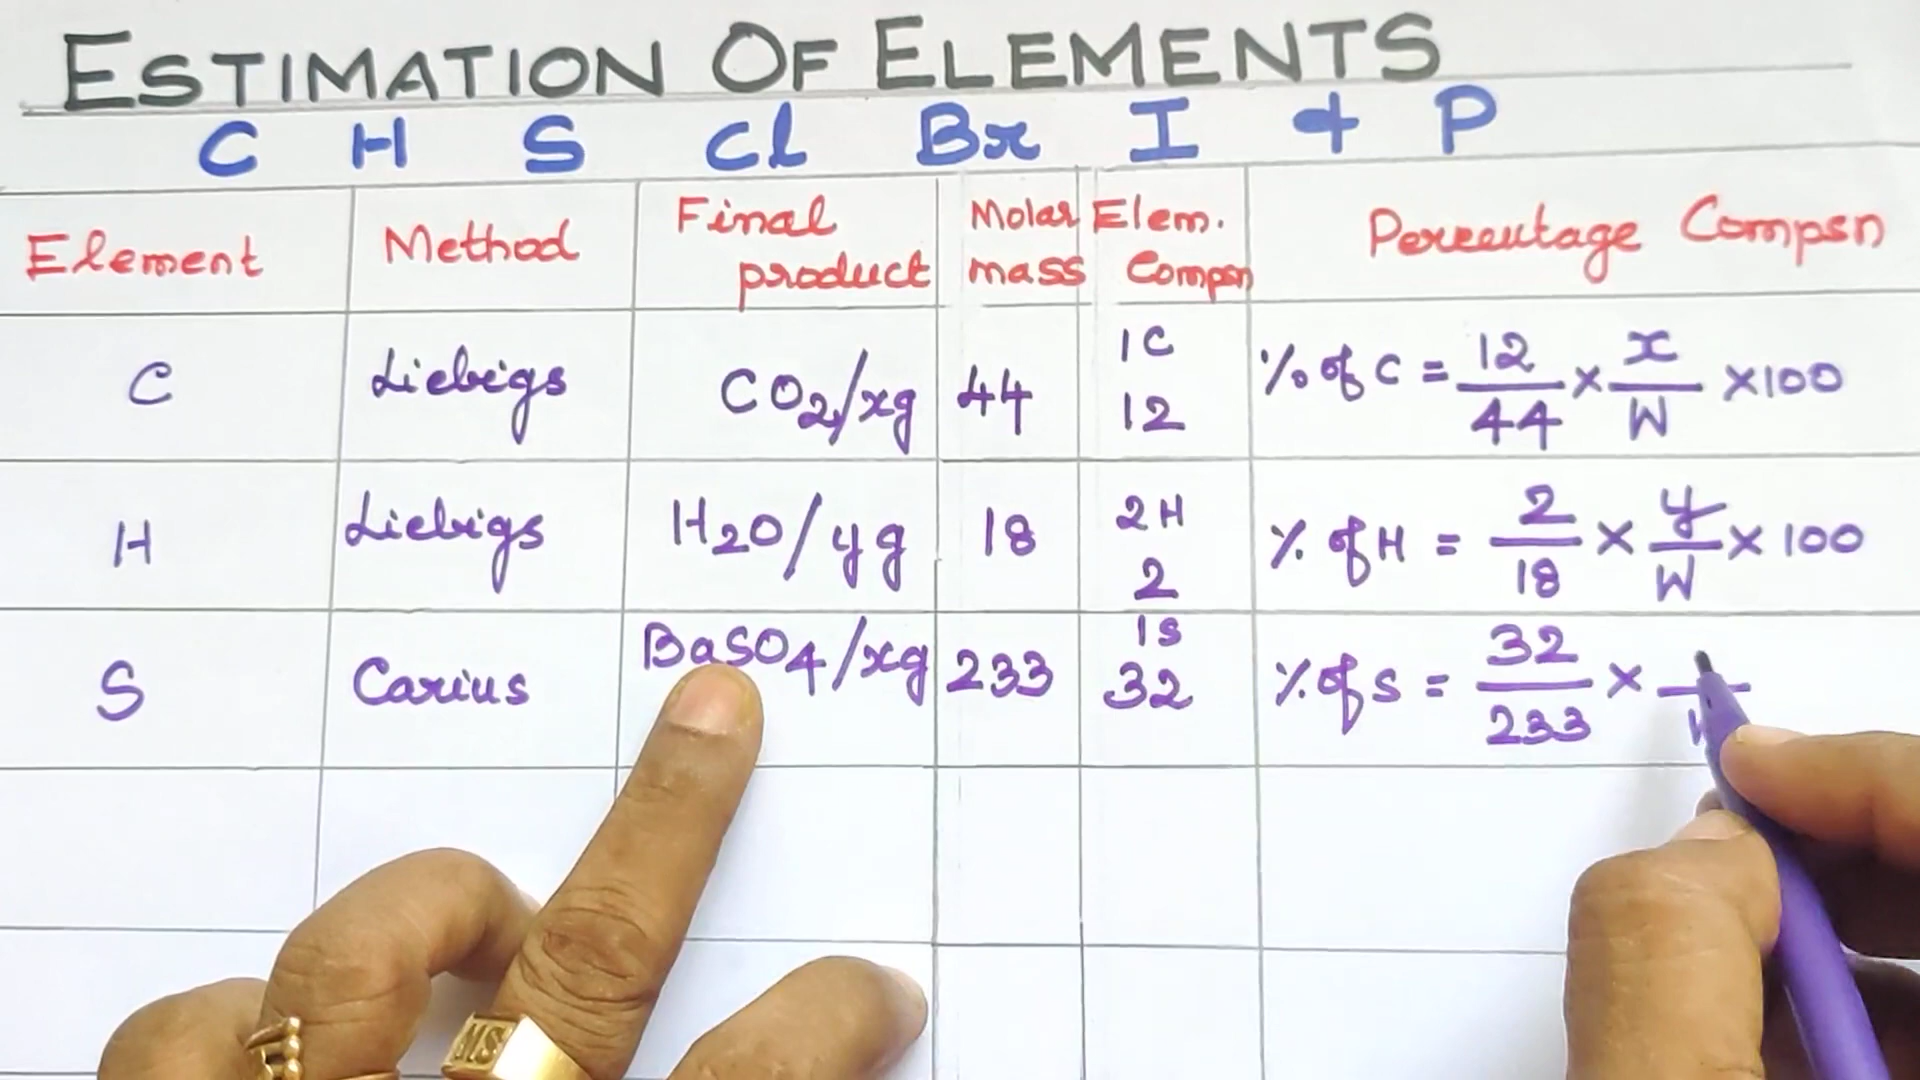 ESTIMATION OF ELEMENTS
C H S Cl Br I & P
Element Method Final product Molar mass Elem. Compsn Percentage Compsn
C Liebigs CO2/xg 44 1C 12 % of C = 12/44 × x/W ×100
H Liebigs H2O/yg 18 2H 2 % of H = 2/18 × y/W × 100
S Carius BaSO4/xg 233 1S 32 % of S = 32/233 ×
MS